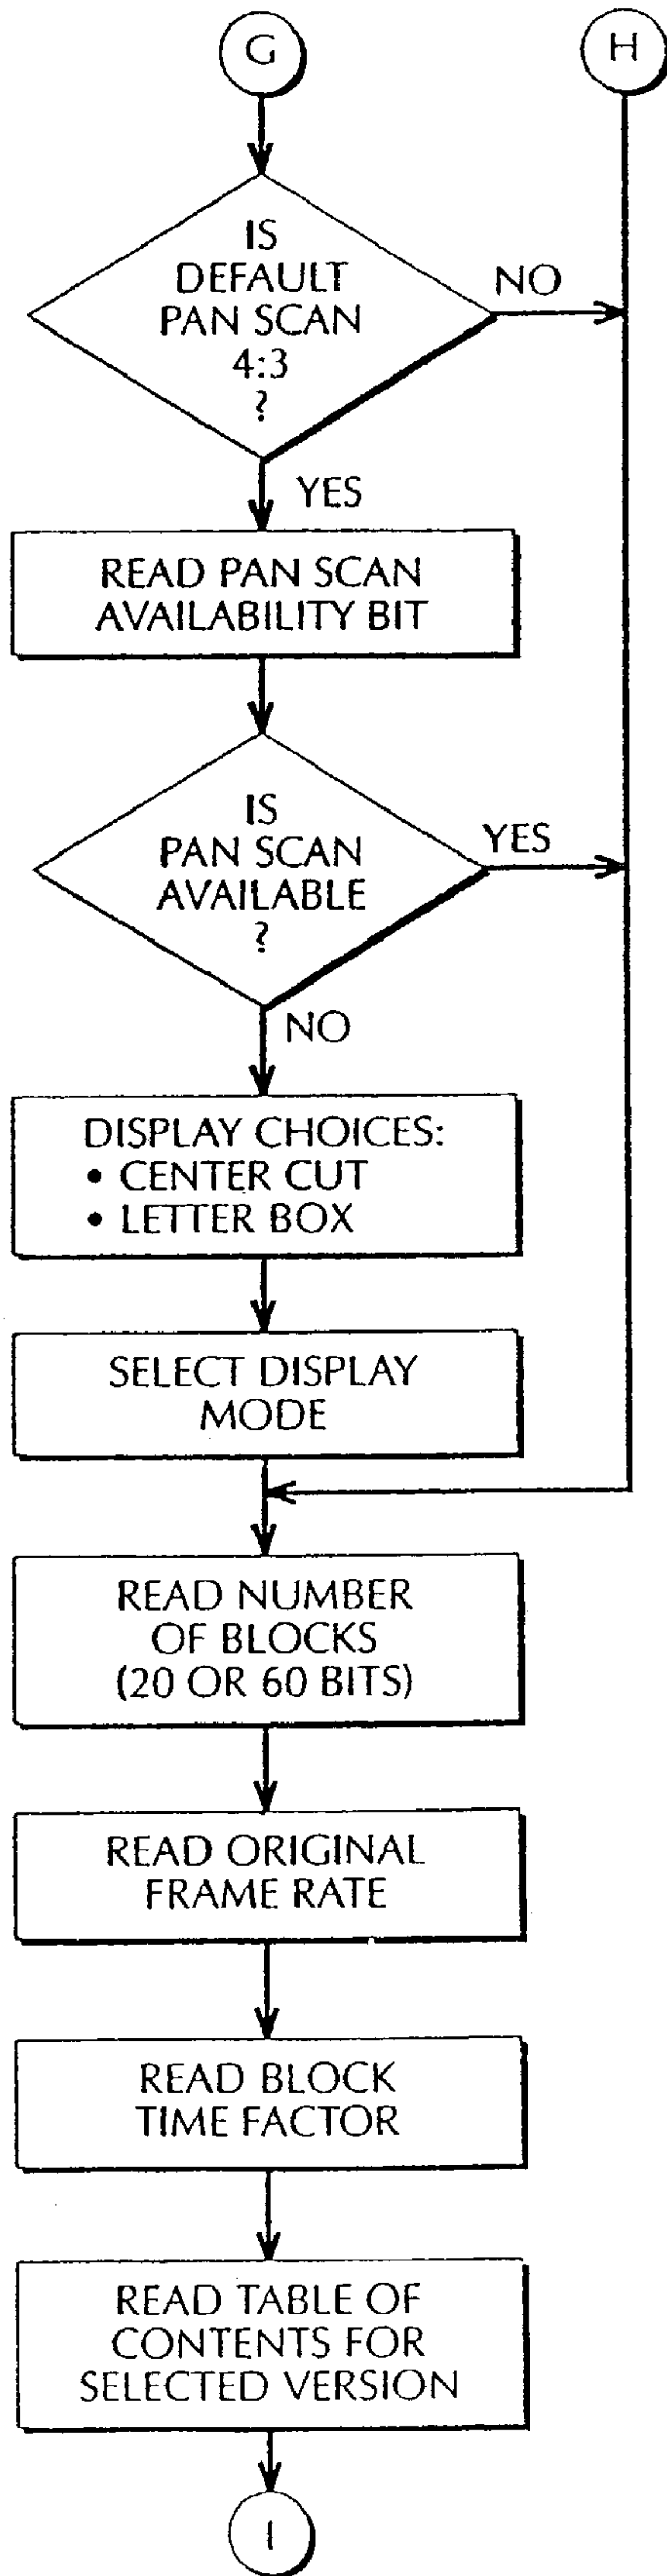 G
H
IS
DEFAULT
PAN SCAN
4:3
?
NO
YES
READ PAN SCAN
AVAILABILITY BIT
IS
PAN SCAN
AVAILABLE
?
YES
NO
DISPLAY CHOICES:
• CENTER CUT
• LETTER BOX
SELECT DISPLAY
MODE
READ NUMBER
OF BLOCKS
(20 OR 60 BITS)
READ ORIGINAL
FRAME RATE
READ BLOCK
TIME FACTOR
READ TABLE OF
CONTENTS FOR
SELECTED VERSION
I